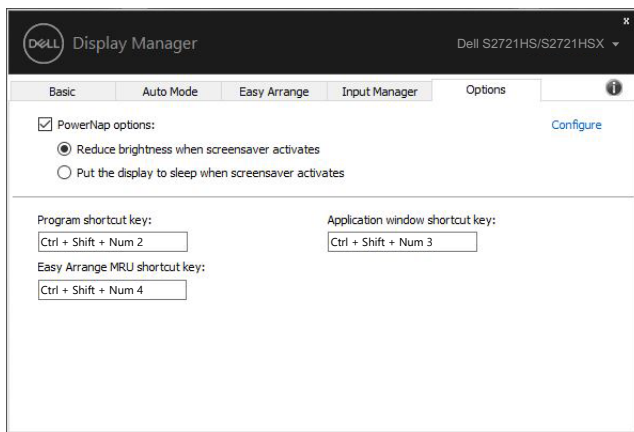 x
DELL Display Manager Dell S2721HS/S2721HSX
Basic Auto Mode Easy Arrange Input Manager Options i
PowerNap options: Configure
Reduce brightness when screensaver activates
Put the display to sleep when screensaver activates
Program shortcut key: Application window shortcut key:
Ctrl + Shift + Num 2 Ctrl + Shift + Num 3
Easy Arrange MRU shortcut key:
Ctrl + Shift + Num 4